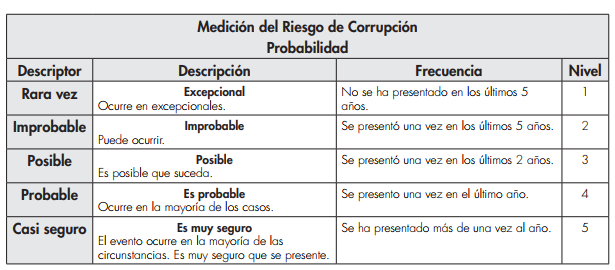 Medición del Riesgo de Corrupción
Probabilidad
Descriptor Descripción Frecuencia Nivel
Rara vez Excepcional No se ha presentado en los últimos 5 1
Ocurre en excepcionales. años.
Improbable Improbable Se presentó una vez en los últimos 5 años. 2
Puede ocurrir.
Posible Posible Se presentó una vez en los últimos 2 años. 3
Es posible que suceda.
Probable Es probable Se presento una vez en el último año. 4
Ocurre en la mayoría de los casos.
Casi seguro Es muy seguro Se ha presentado más de una vez al año. 5
El evento ocurre en la mayoría de las
circunstancias. Es muy seguro que se presente.